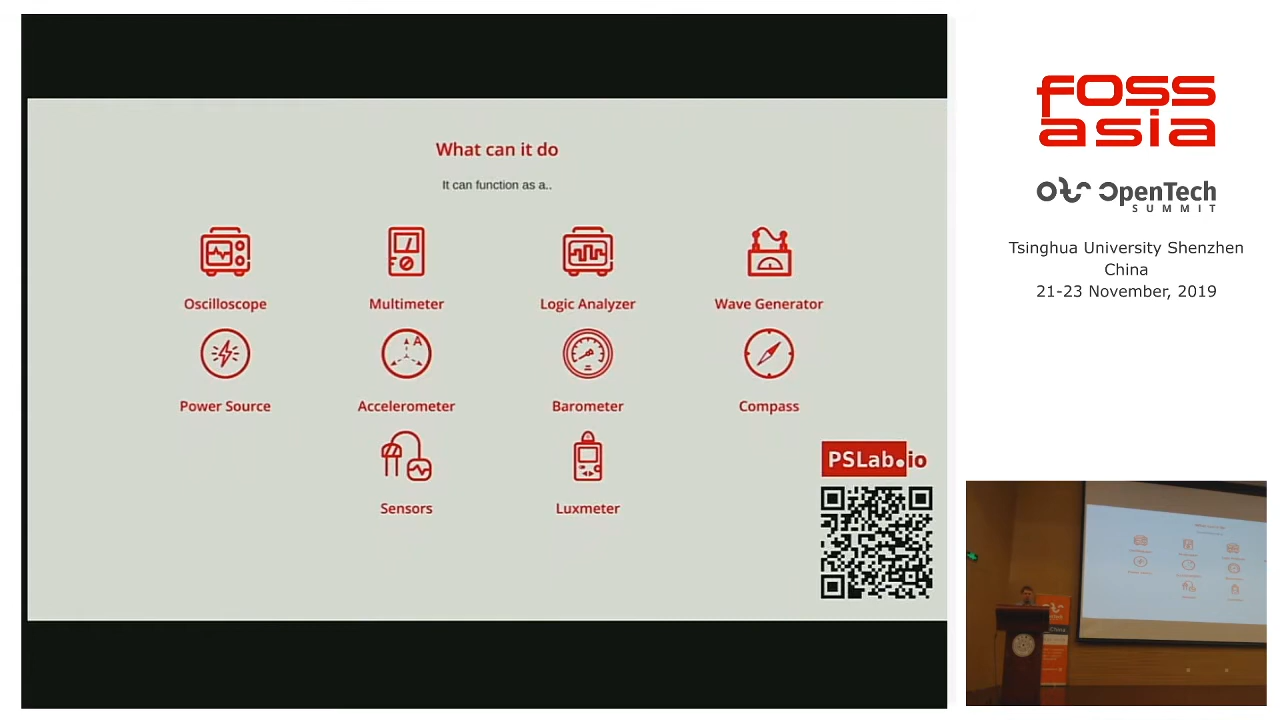 What can it do
It can function as a..
Oscilloscope
Multimeter
Logic Analyzer
Wave Generator
Power Source
A
Accelerometer
Barometer
Compass
Sensors
Luxmeter
PSLab.io
foss
asia
OpenTech
SUMMIT
Tsinghua University Shenzhen
China
21-23 November, 2019